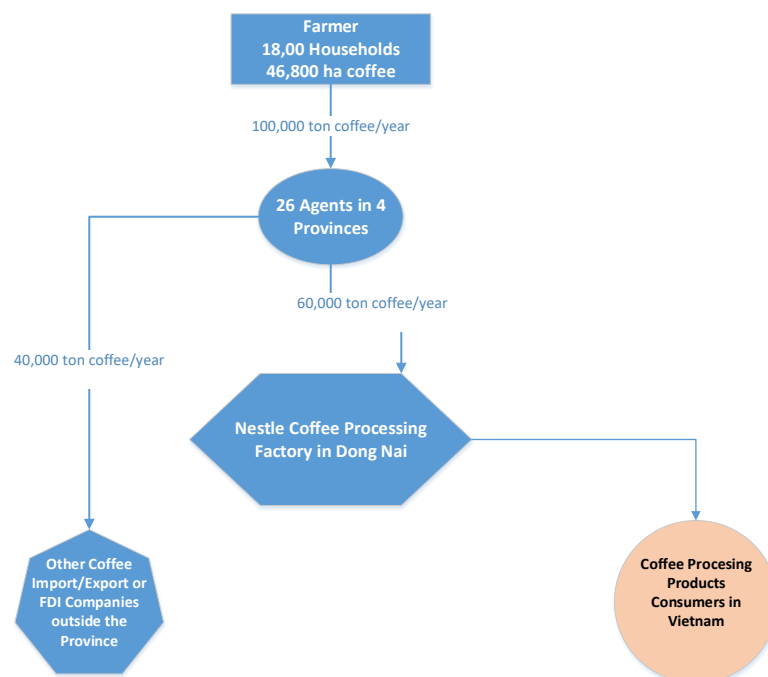 Farmer
18,00 Households
46,800 ha coffee
100,000 ton coffee/year
26 Agents in 4
Provinces
60,000 ton coffee/year
40,000 ton coffee/year
Nestle Coffee Processing
Factory in Dong Nai
Other Coffee
Import/Export or
FDI Companies
outside the
Province
Coffee Procesing
Products
Consumers in
Vietnam